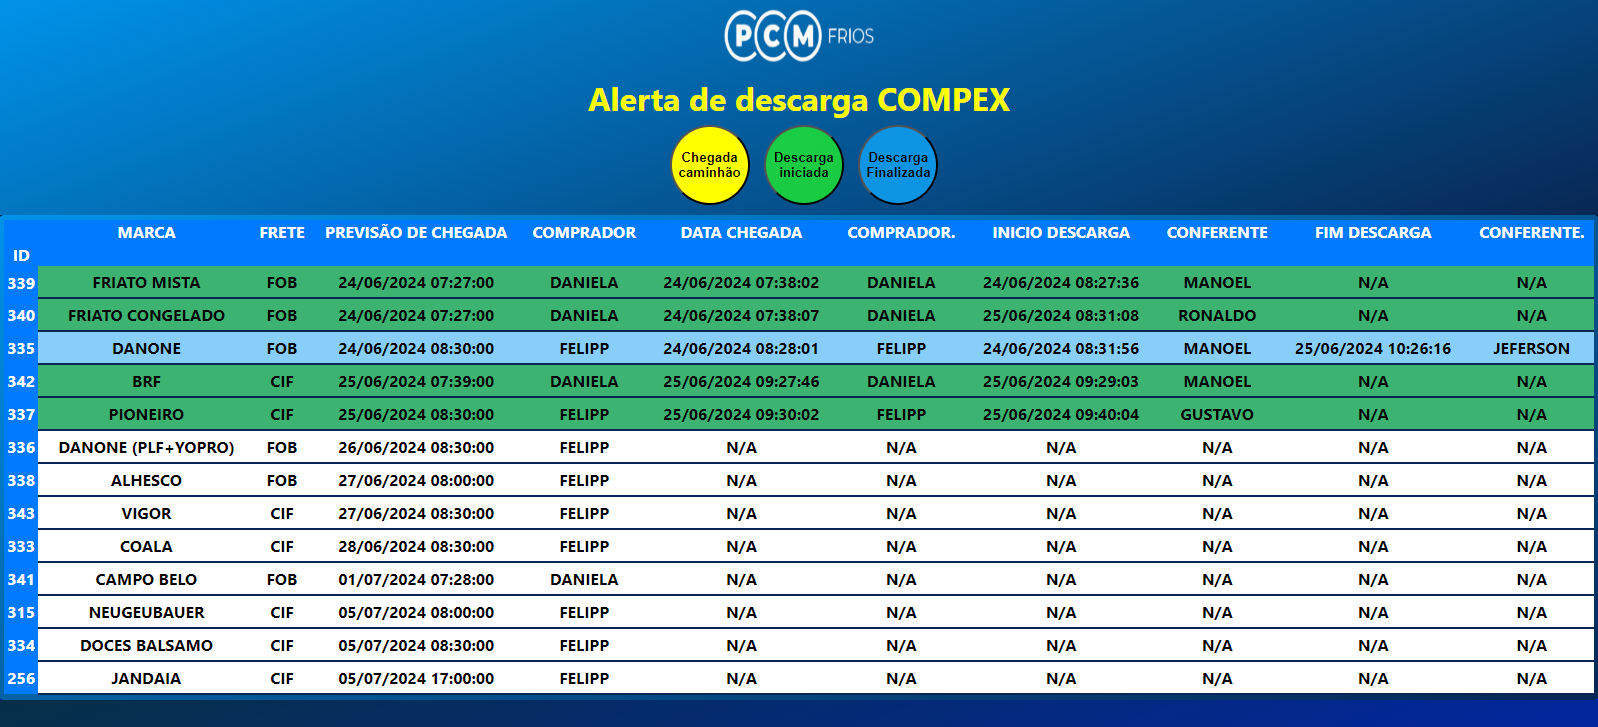 PCM FRIOS
Alerta de descarga COMPEX
Chegada caminhão
Descarga iniciada
Descarga Finalizada
ID MARCA FRETE PREVISÃO DE CHEGADA COMPRADOR DATA CHEGADA COMPRADOR. INICIO DESCARGA CONFERENTE FIM DESCARGA CONFERENTE.
339 FRIATO MISTA FOB 24/06/2024 07:27:00 DANIELA 24/06/2024 07:38:02 DANIELA 24/06/2024 08:27:36 MANOEL N/A N/A
340 FRIATO CONGELADO FOB 24/06/2024 07:27:00 DANIELA 24/06/2024 07:38:07 DANIELA 25/06/2024 08:31:08 RONALDO N/A N/A
335 DANONE FOB 24/06/2024 08:30:00 FELIPP 24/06/2024 08:28:01 FELIPP 24/06/2024 08:31:56 MANOEL 25/06/2024 10:26:16 JEFERSON
342 BRF CIF 25/06/2024 07:39:00 DANIELA 25/06/2024 09:27:46 DANIELA 25/06/2024 09:29:03 MANOEL N/A N/A
337 PIONEIRO CIF 25/06/2024 08:30:00 FELIPP 25/06/2024 09:30:02 FELIPP 25/06/2024 09:40:04 GUSTAVO N/A N/A
336 DANONE (PLF+YOPRO) FOB 26/06/2024 08:30:00 FELIPP N/A N/A N/A N/A N/A N/A
338 ALHESCO FOB 27/06/2024 08:00:00 FELIPP N/A N/A N/A N/A N/A N/A
343 VIGOR CIF 27/06/2024 08:30:00 FELIPP N/A N/A N/A N/A N/A N/A
333 COALA CIF 28/06/2024 08:30:00 FELIPP N/A N/A N/A N/A N/A N/A
341 CAMPO BELO FOB 01/07/2024 07:28:00 DANIELA N/A N/A N/A N/A N/A N/A
315 NEUGEUBAUER CIF 05/07/2024 08:00:00 FELIPP N/A N/A N/A N/A N/A N/A
334 DOCES BALSAMO CIF 05/07/2024 08:30:00 FELIPP N/A N/A N/A N/A N/A N/A
256 JANDAIA CIF 05/07/2024 17:00:00 FELIPP N/A N/A N/A N/A N/A N/A